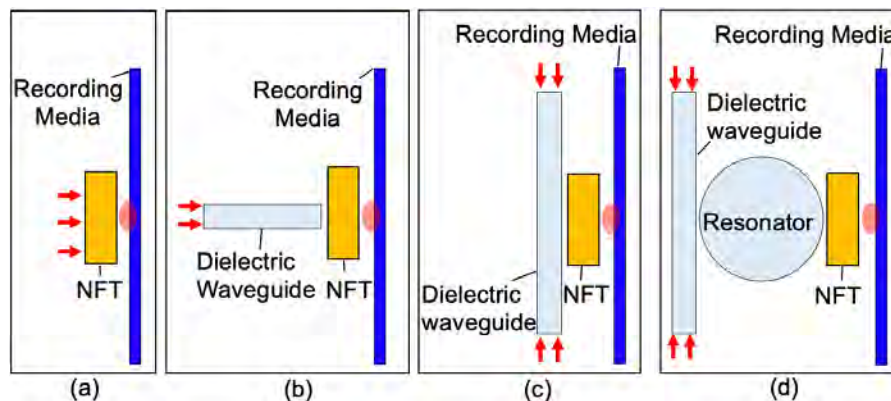 Recording
Media
NFT
(a)
Recording
Media
Dielectric
Waveguide
NFT
(b)
Recording Media
Dielectric
waveguide
NFT
(c)
Recording Media
Dielectric
waveguide
Resonator
NFT
(d)